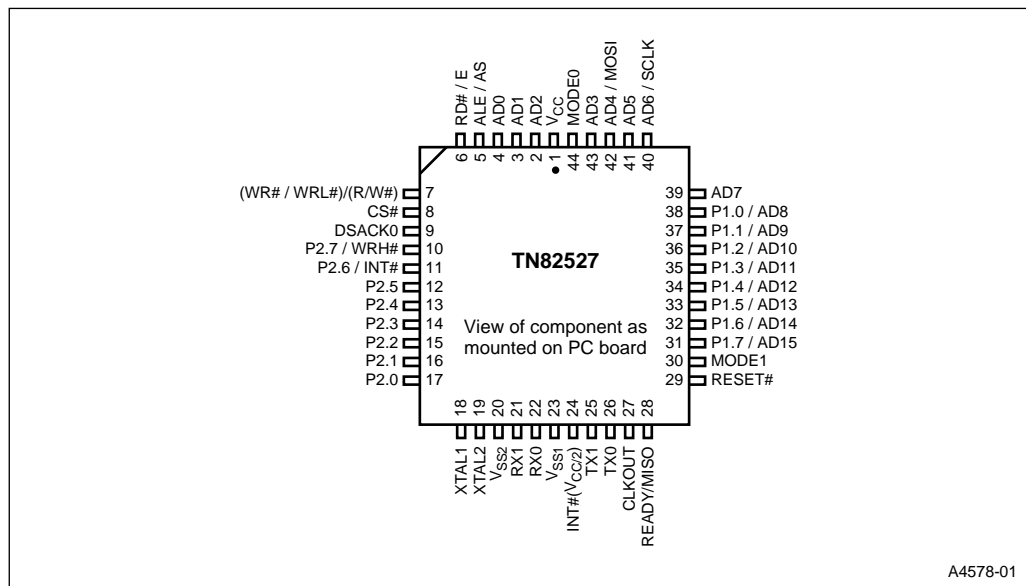 RD# / E
ALE / AS
AD0
AD1
AD2
VCC
MODE0
AD3
AD4 / MOSI
AD5
AD6 / SCLK
6
5
4
3
2
1
44
43
42
41
40
(WR# / WRL#)/(R/W#) 7
CS# 8
DSACK0 9
P2.7 / WRH# 10
P2.6 / INT# 11
P2.5 12
P2.4 13
P2.3 14
P2.2 15
P2.1 16
P2.0 17
TN82527
View of component as
mounted on PC board
39 AD7
38 P1.0 / AD8
37 P1.1 / AD9
36 P1.2 / AD10
35 P1.3 / AD11
34 P1.4 / AD12
33 P1.5 / AD13
32 P1.6 / AD14
31 P1.7 / AD15
30 MODE1
29 RESET#
18
19
20
21
22
23
24
25
26
27
28
XTAL1
XTAL2
VSS2
RX1
RX0
VSS1
INT#(VCC/2)
TX1
TX0
CLKOUT
READY/MISO
A4578-01